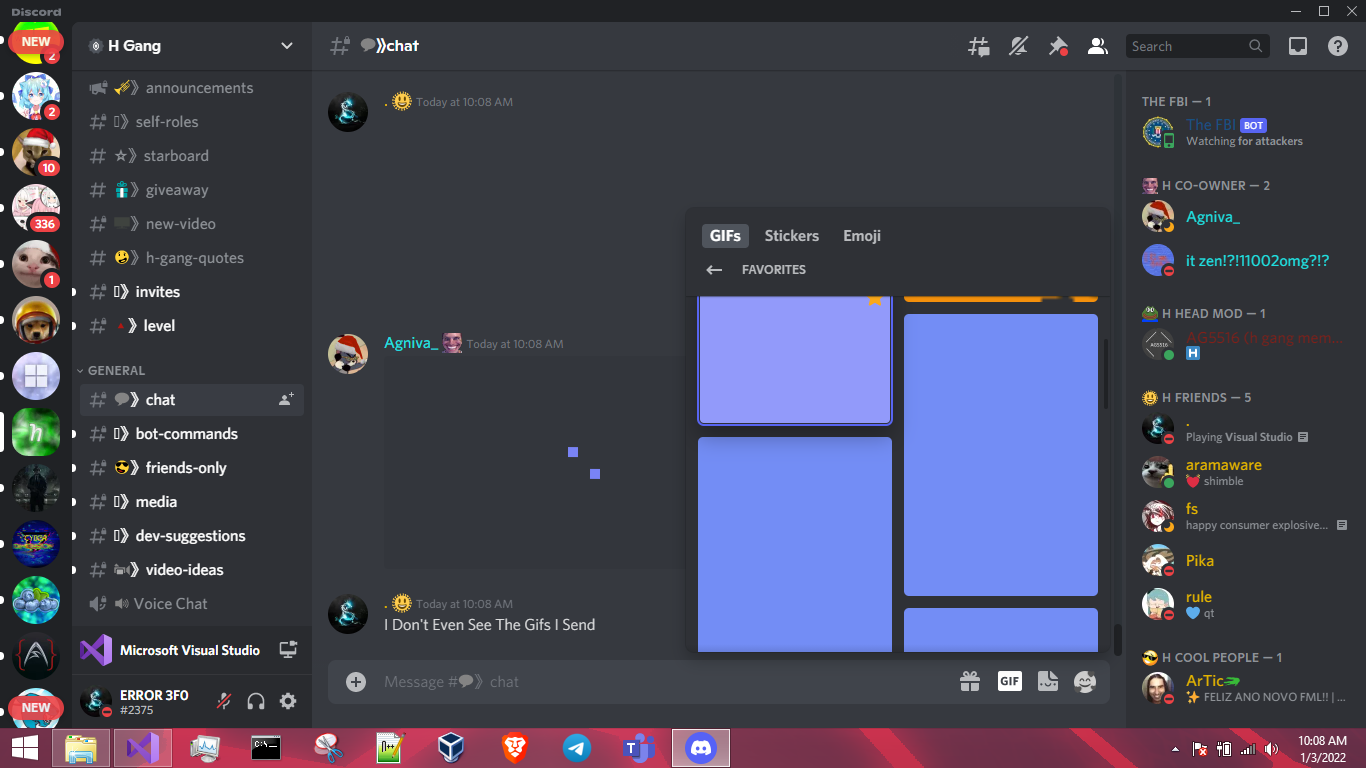 Discord
NEW
2
2
10
336
1
NEW
H Gang
announcements
self-roles
starboard
giveaway
new-video
h-gang-quotes
invites
level
GENERAL
chat
bot-commands
friends-only
media
dev-suggestions
video-ideas
Voice Chat
Microsoft Visual Studio
ERROR 3F0
#2375
chat
Search
. Today at 10:08 AM
Agniva_ Today at 10:08 AM
. Today at 10:08 AM
I Don't Even See The Gifs I Send
Message # chat
GIF
GIFs Stickers Emoji
FAVORITES
THE FBI — 1
The FBI BOT
Watching for attackers
H CO-OWNER — 2
Agniva_
it zen!?!11002omg?!?
H HEAD MOD — 1
AG5516 (h gang mem...
H
H FRIENDS — 5
.
Playing Visual Studio
aramaware
shimble
fs
happy consumer explosive...
Pika
rule
qt
H COOL PEOPLE — 1
ArTic
FELIZ ANO NOVO FML!! | ...
10:08 AM
1/3/2022